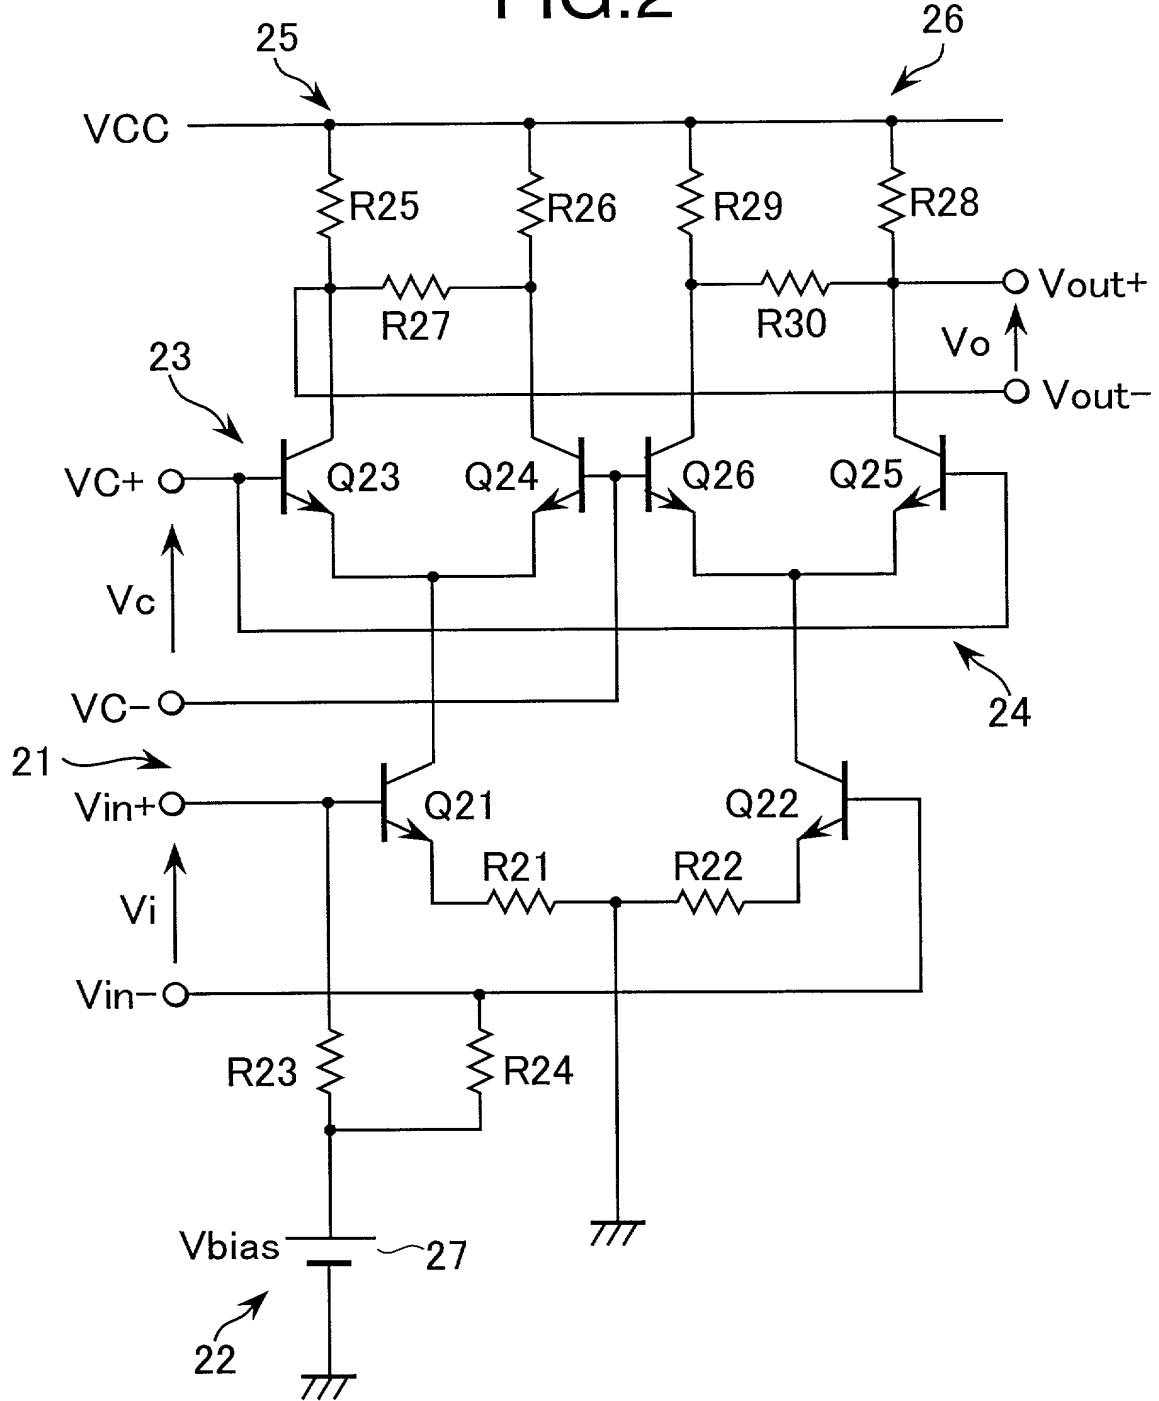 FIG.2
25
26
VCC
R25
R26
R29
R28
R27
R30
Vout+
Vo
Vout-
23
VC+
Q23
Q24
Q26
Q25
Vc
VC-
24
21
Vin+
Q21
Q22
R21
R22
Vi
Vin-
R23
R24
Vbias
27
22